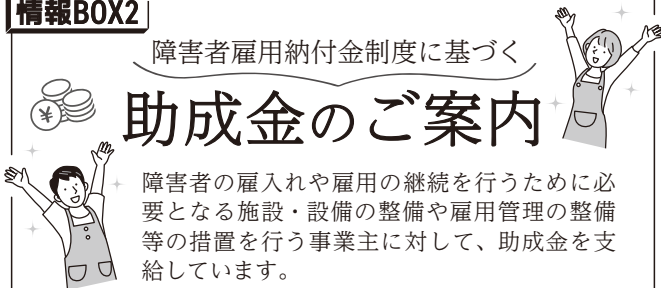 情報BOX2
障害者雇用納付金制度に基づく
助成金のご案内
¥
障害者の雇入れや雇用の継続を行うために必
要となる施設・設備の整備や雇用管理の整備
等の措置を行う事業主に対して、助成金を支
給しています。